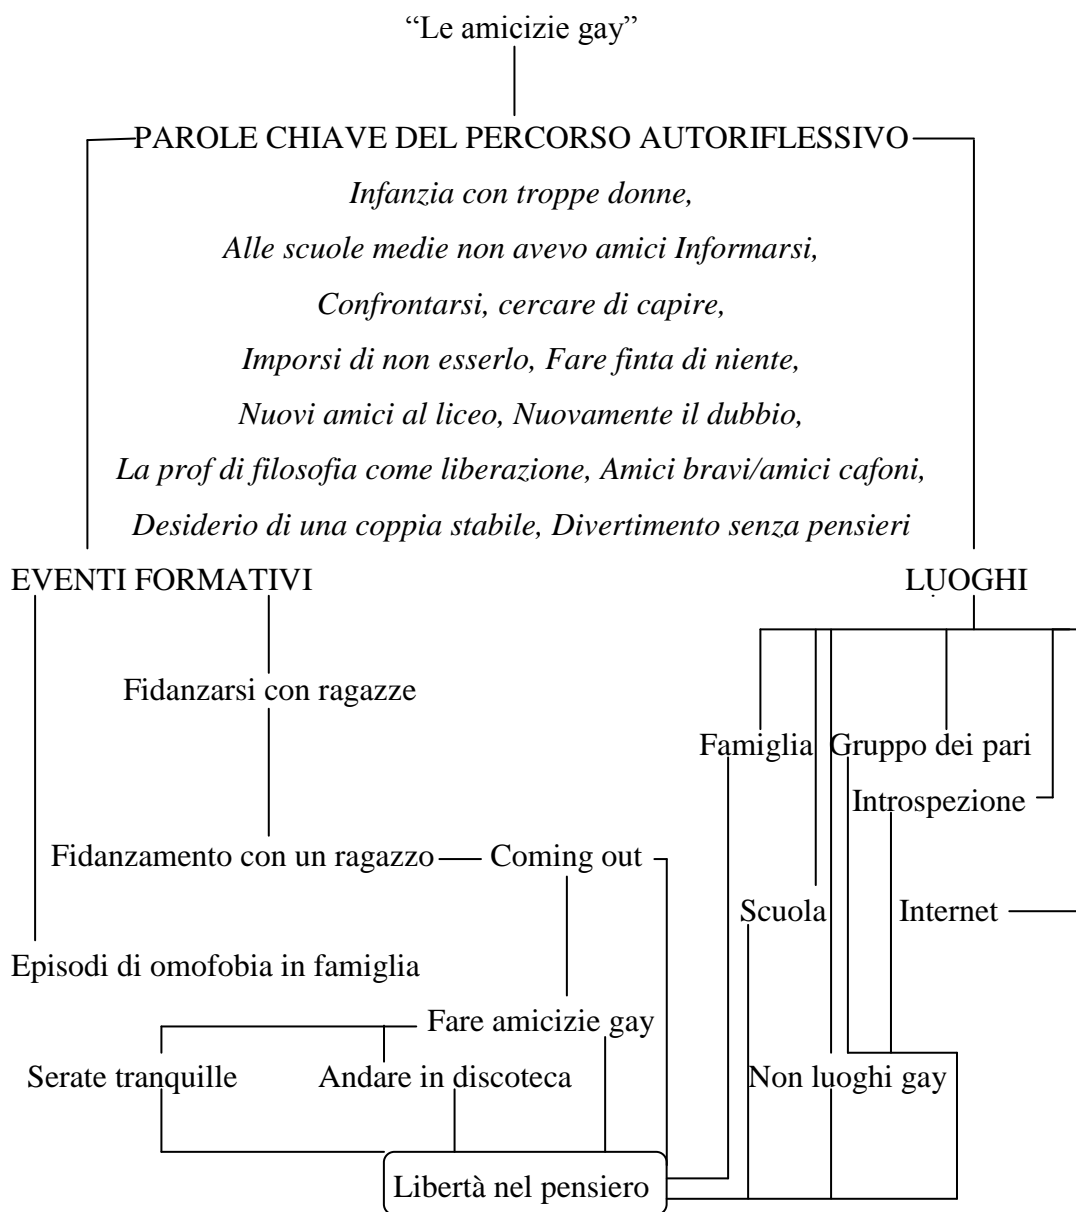 “Le amicizie gay”
PAROLE CHIAVE DEL PERCORSO AUTORIFLESSIVO
Infanzia con troppe donne,
Alle scuole medie non avevo amici Informarsi,
Confrontarsi, cercare di capire,
Imporsi di non esserlo, Fare finta di niente,
Nuovi amici al liceo, Nuovamente il dubbio,
La prof di filosofia come liberazione, Amici bravi/amici cafoni,
Desiderio di una coppia stabile, Divertimento senza pensieri
EVENTI FORMATIVI
LUOGHI
Fidanzarsi con ragazze
Famiglia
Gruppo dei pari
Introspezione
Fidanzamento con un ragazzo
Coming out
Scuola
Internet
Episodi di omofobia in famiglia
Fare amicizie gay
Serate tranquille
Andare in discoteca
Non luoghi gay
Libertà nel pensiero